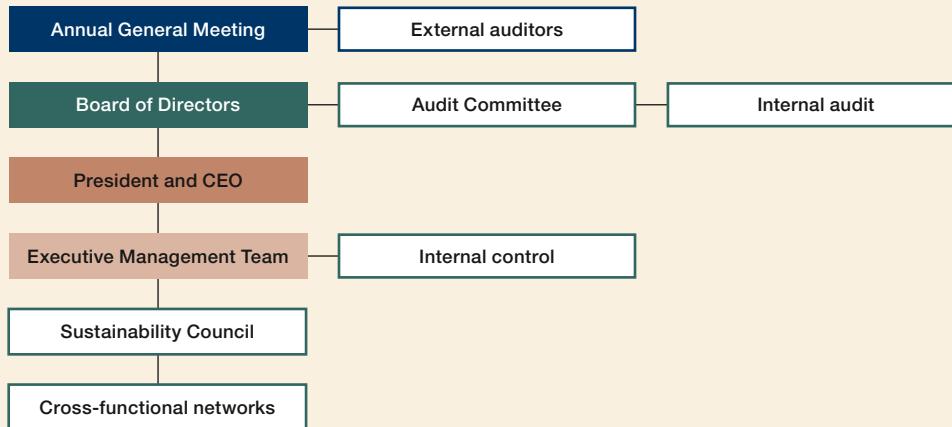 Annual General Meeting
External auditors
Board of Directors
Audit Committee
Internal audit
President and CEO
Executive Management Team
Internal control
Sustainability Council
Cross-functional networks